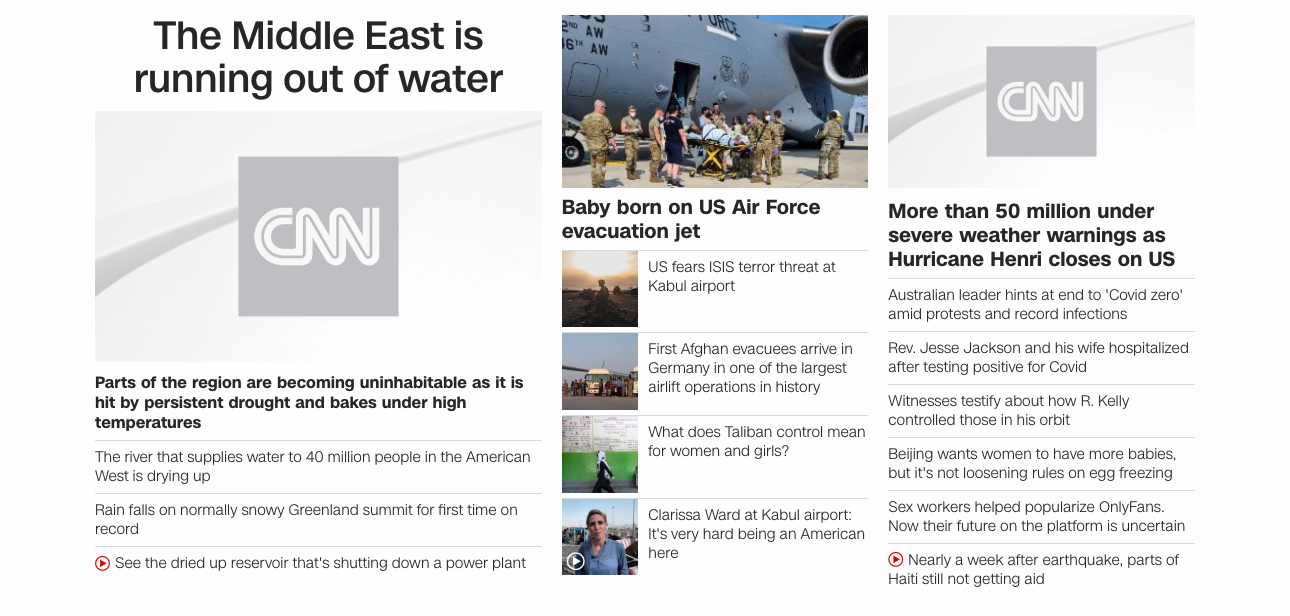 The Middle East is
running out of water
CNN
Parts of the region are becoming uninhabitable as it is
hit by persistent drought and bakes under high
temperatures
The river that supplies water to 40 million people in the American
West is drying up
Rain falls on normally snowy Greenland summit for first time on
record
See the dried up reservoir that's shutting down a power plant
FORCE
AW
AW
Baby born on US Air Force
evacuation jet
US fears ISIS terror threat at
Kabul airport
First Afghan evacuees arrive in
Germany in one of the largest
airlift operations in history
What does Taliban control mean
for women and girls?
Clarissa Ward at Kabul airport:
It's very hard being an American
here
CNN
More than 50 million under
severe weather warnings as
Hurricane Henri closes on US
Australian leader hints at end to 'Covid zero'
amid protests and record infections
Rev. Jesse Jackson and his wife hospitalized
after testing positive for Covid
Witnesses testify about how R. Kelly
controlled those in his orbit
Beijing wants women to have more babies,
but it's not loosening rules on egg freezing
Sex workers helped popularize OnlyFans.
Now their future on the platform is uncertain
Nearly a week after earthquake, parts of
Haiti still not getting aid